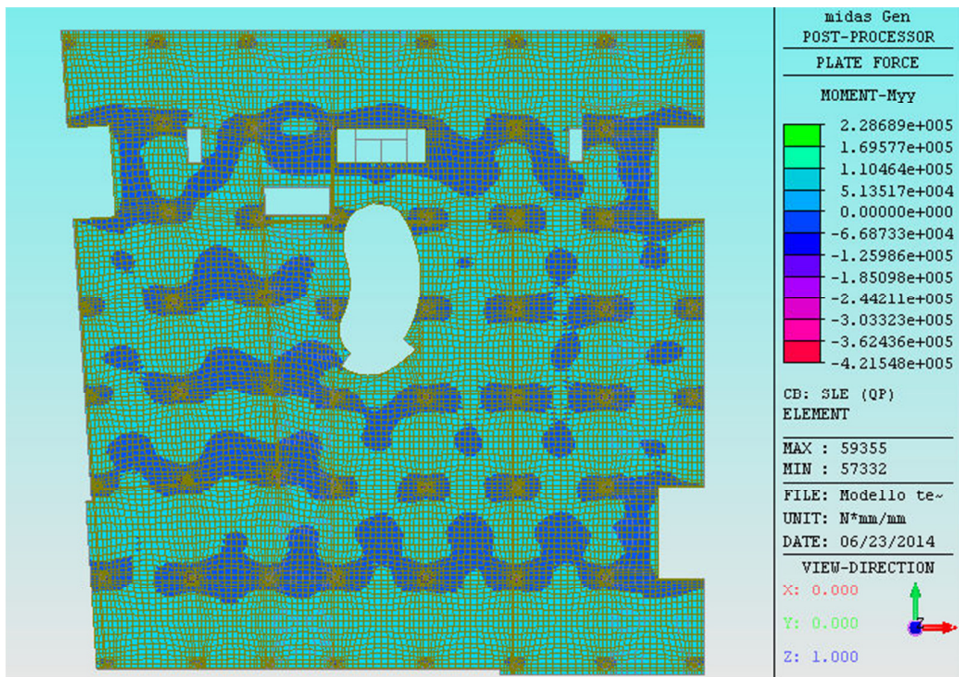 midas Gen
POST-PROCESSOR
PLATE FORCE
MOMENT-Myy
2.28689e+005
1.69577e+005
1.10464e+005
5.13517e+004
0.00000e+000
-6.68733e+004
-1.25986e+005
-1.85098e+005
-2.44211e+005
-3.03323e+005
-3.62436e+005
-4.21548e+005
CB: SLE (QP)
ELEMENT
MAX : 59355
MIN : 57332
FILE: Modello te~
UNIT: N*mm/mm
DATE: 06/23/2014
VIEW-DIRECTION
X: 0.000
Y: 0.000
Z: 1.000